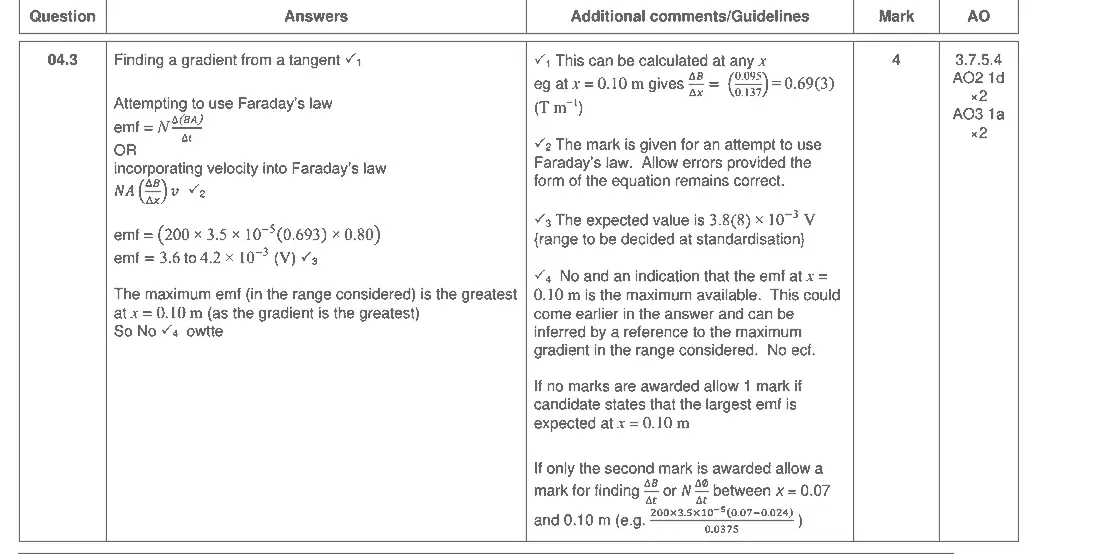 Question Answers Additional comments/Guidelines Mark AO
04.3 Finding a gradient from a tangent ✓₁
Attempting to use Faraday's law
emf = N Δ(BA)/Δt
OR
incorporating velocity into Faraday's law
NA (ΔB/Δx) v ✓₂
emf = (200 × 3.5 × 10⁻⁵(0.693) × 0.80)
emf = 3.6 to 4.2 × 10⁻³ (V) ✓₃
The maximum emf (in the range considered) is the greatest
at x = 0.10 m (as the gradient is the greatest)
So No ✓₄ owtte
✓₁ This can be calculated at any x
eg at x = 0.10 m gives ΔB/Δx = (0.095/0.137) = 0.69(3)
(T m⁻¹)
✓₂ The mark is given for an attempt to use
Faraday's law. Allow errors provided the
form of the equation remains correct.
✓₃ The expected value is 3.8(8) × 10⁻³ V
{range to be decided at standardisation}
✓₄ No and an indication that the emf at x =
0.10 m is the maximum available. This could
come earlier in the answer and can be
inferred by a reference to the maximum
gradient in the range considered. No ecf.
If no marks are awarded allow 1 mark if
candidate states that the largest emf is
expected at x = 0.10 m
If only the second mark is awarded allow a
mark for finding ΔB/Δt or N ΔØ/Δt between x = 0.07
and 0.10 m (e.g. 200×3.5×10⁻⁵(0.07−0.024)/0.0375 )
4
3.7.5.4
AO2 1d
×2
AO3 1a
×2